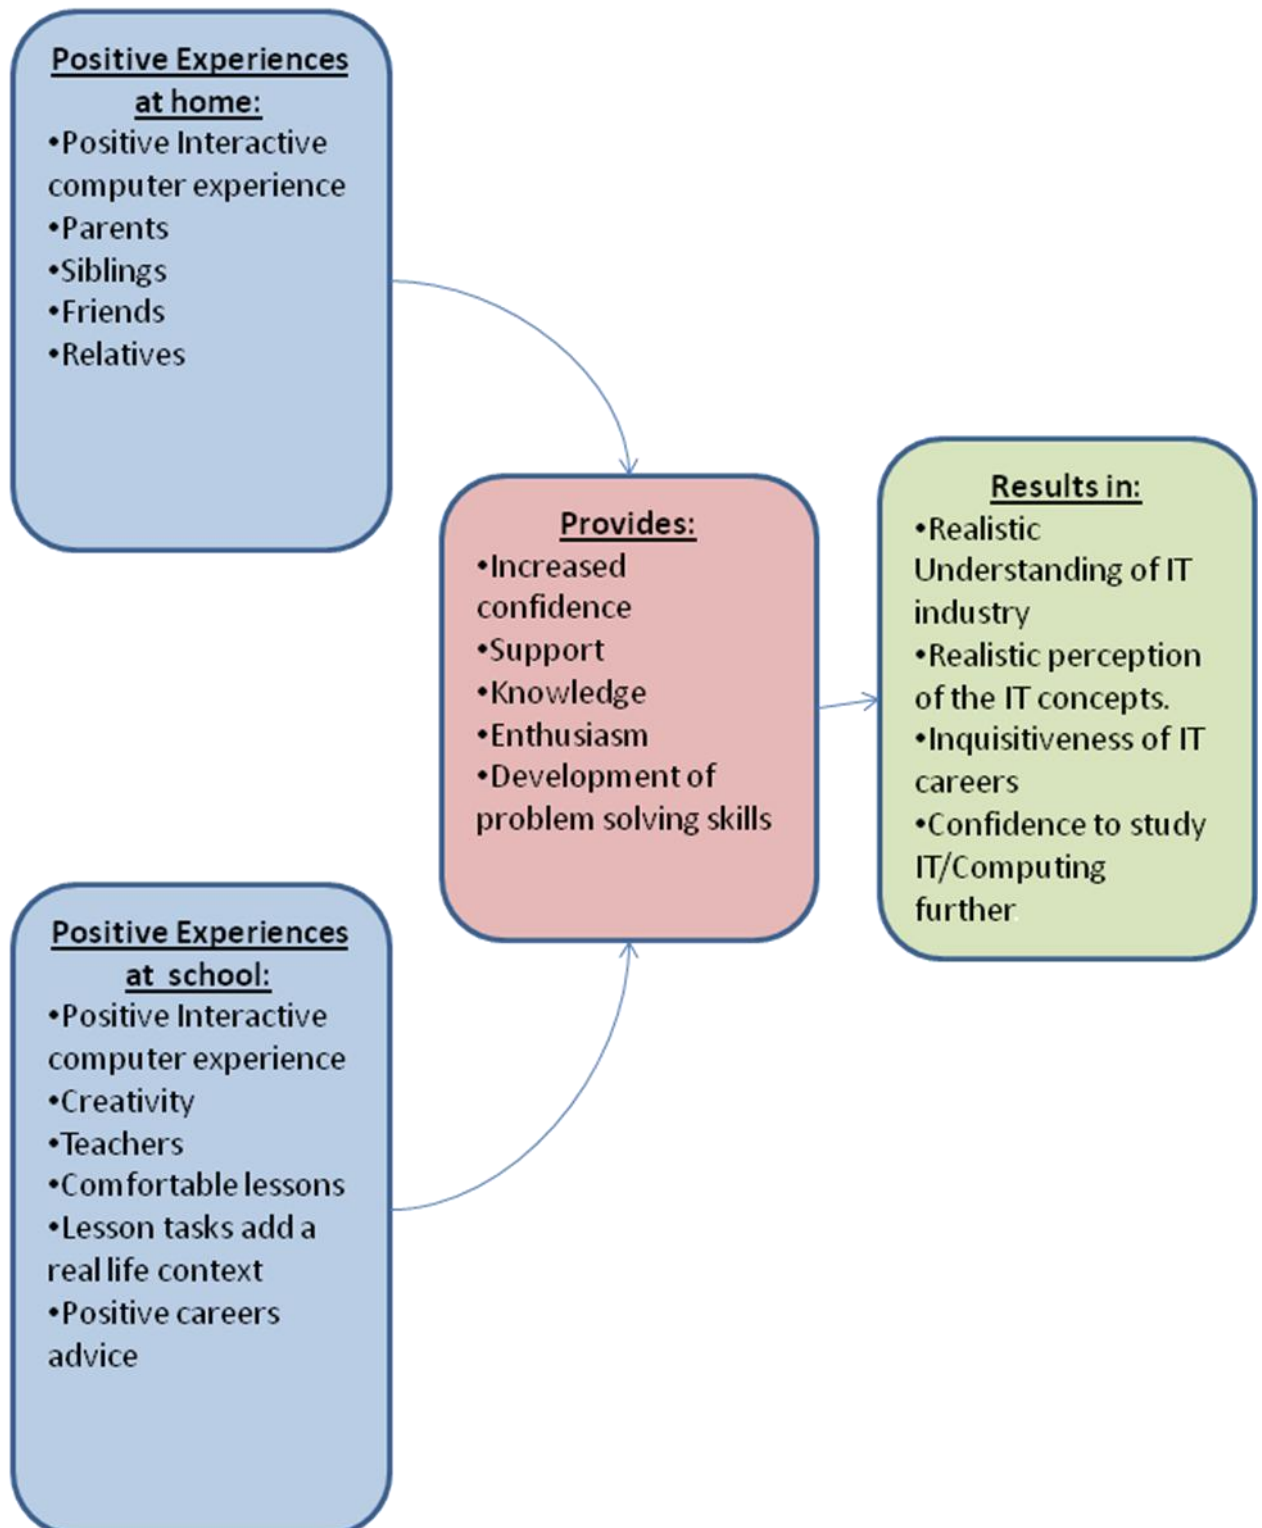 Positive Experiences
at home:
•Positive Interactive
computer experience
•Parents
•Siblings
•Friends
•Relatives
Provides:
•Increased
confidence
•Support
•Knowledge
•Enthusiasm
•Development of
problem solving skills
Results in:
•Realistic
Understanding of IT
industry
•Realistic perception
of the IT concepts.
•Inquisitiveness of IT
careers
•Confidence to study
IT/Computing
further.
Positive Experiences
at school:
•Positive Interactive
computer experience
•Creativity
•Teachers
•Comfortable lessons
•Lesson tasks add a
real life context
•Positive careers
advice